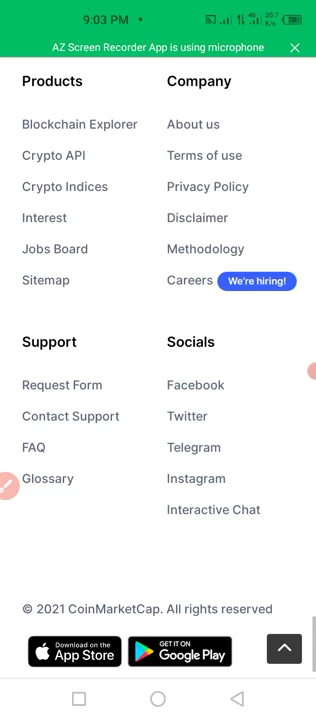 9:03 PM
4G 20.7 K/s
AZ Screen Recorder App is using microphone
Products
Blockchain Explorer
Crypto API
Crypto Indices
Interest
Jobs Board
Sitemap
Company
About us
Terms of use
Privacy Policy
Disclaimer
Methodology
Careers We're hiring!
Support
Request Form
Contact Support
FAQ
Glossary
Socials
Facebook
Twitter
Telegram
Instagram
Interactive Chat
© 2021 CoinMarketCap. All rights reserved
Download on the
App Store
GET IT ON
Google Play